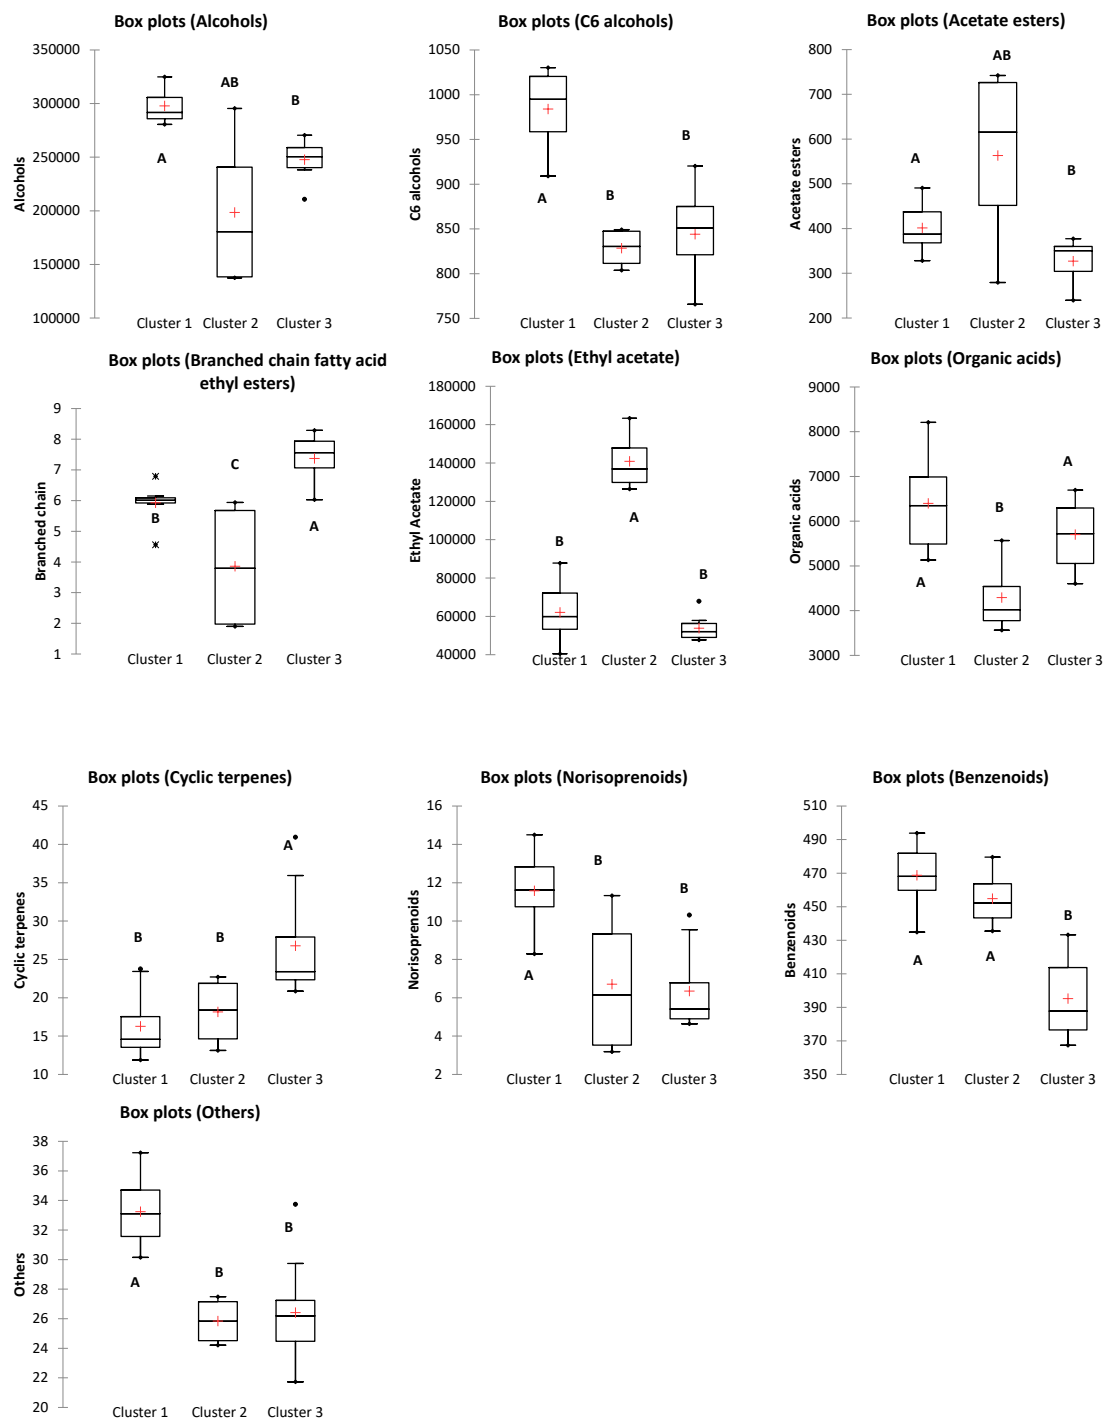 Box plots (Alcohols)
350000
300000
250000
200000
150000
100000
Alcohols
A
AB
B
Cluster 1
Cluster 2
Cluster 3
Box plots (C6 alcohols)
1050
1000
950
900
850
800
750
C6 alcohols
A
B
B
Cluster 1
Cluster 2
Cluster 3
Box plots (Acetate esters)
800
700
600
500
400
300
200
Acetate esters
A
AB
B
Cluster 1
Cluster 2
Cluster 3
Box plots (Branched chain fatty acid
ethyl esters)
9
8
7
6
5
4
3
2
1
Branched chain
B
C
A
Cluster 1
Cluster 2
Cluster 3
Box plots (Ethyl acetate)
180000
160000
140000
120000
100000
80000
60000
40000
Ethyl Acetate
B
A
B
Cluster 1
Cluster 2
Cluster 3
Box plots (Organic acids)
9000
8000
7000
6000
5000
4000
3000
Organic acids
A
B
A
Cluster 1
Cluster 2
Cluster 3
Box plots (Cyclic terpenes)
45
40
35
30
25
20
15
10
Cyclic terpenes
B
B
A
Cluster 1
Cluster 2
Cluster 3
Box plots (Norisoprenoids)
16
14
12
10
8
6
4
2
Norisoprenoids
A
B
B
Cluster 1
Cluster 2
Cluster 3
Box plots (Benzenoids)
510
490
470
450
430
410
390
370
350
Benzenoids
A
A
B
Cluster 1
Cluster 2
Cluster 3
Box plots (Others)
38
36
34
32
30
28
26
24
22
20
Others
A
B
B
Cluster 1
Cluster 2
Cluster 3